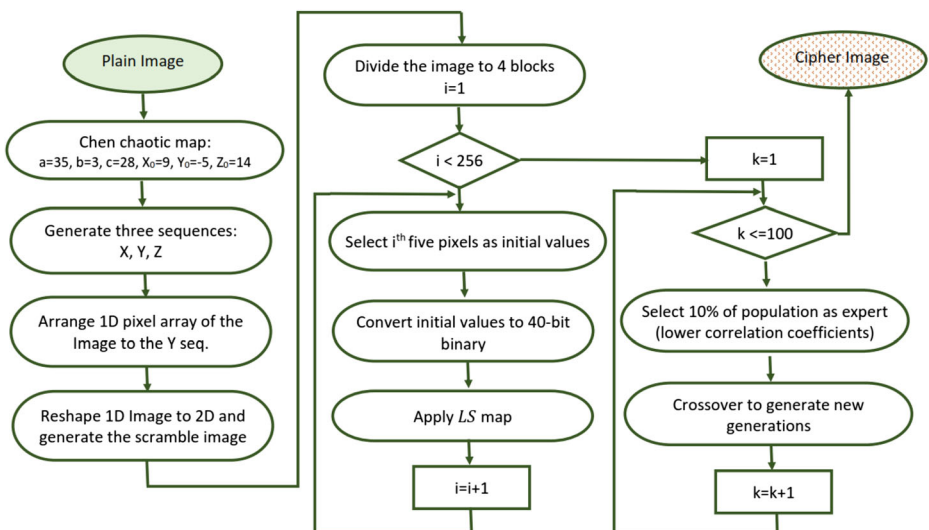 Plain Image
Chen chaotic map:
a=35, b=3, c=28, X₀=9, Y₀=-5, Z₀=14
Generate three sequences:
X, Y, Z
Arrange 1D pixel array of the
Image to the Y seq.
Reshape 1D Image to 2D and
generate the scramble image
Divide the image to 4 blocks
i=1
i < 256
Select iᵗʰ five pixels as initial values
Convert initial values to 40-bit
binary
Apply LS map
i=i+1
k=1
k <=100
Select 10% of population as expert
(lower correlation coefficients)
Crossover to generate new
generations
k=k+1
Cipher Image